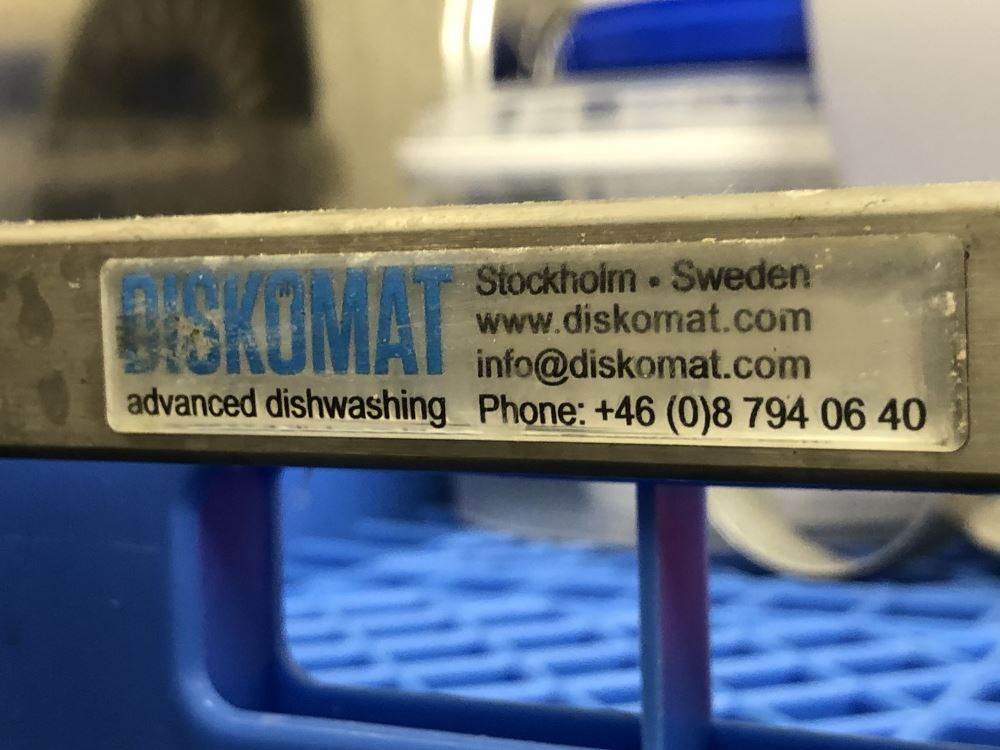 DISKOMAT
advanced dishwashing
Stockholm • Sweden
www.diskomat.com
info@diskomat.com
Phone: +46 (0)8 794 06 40